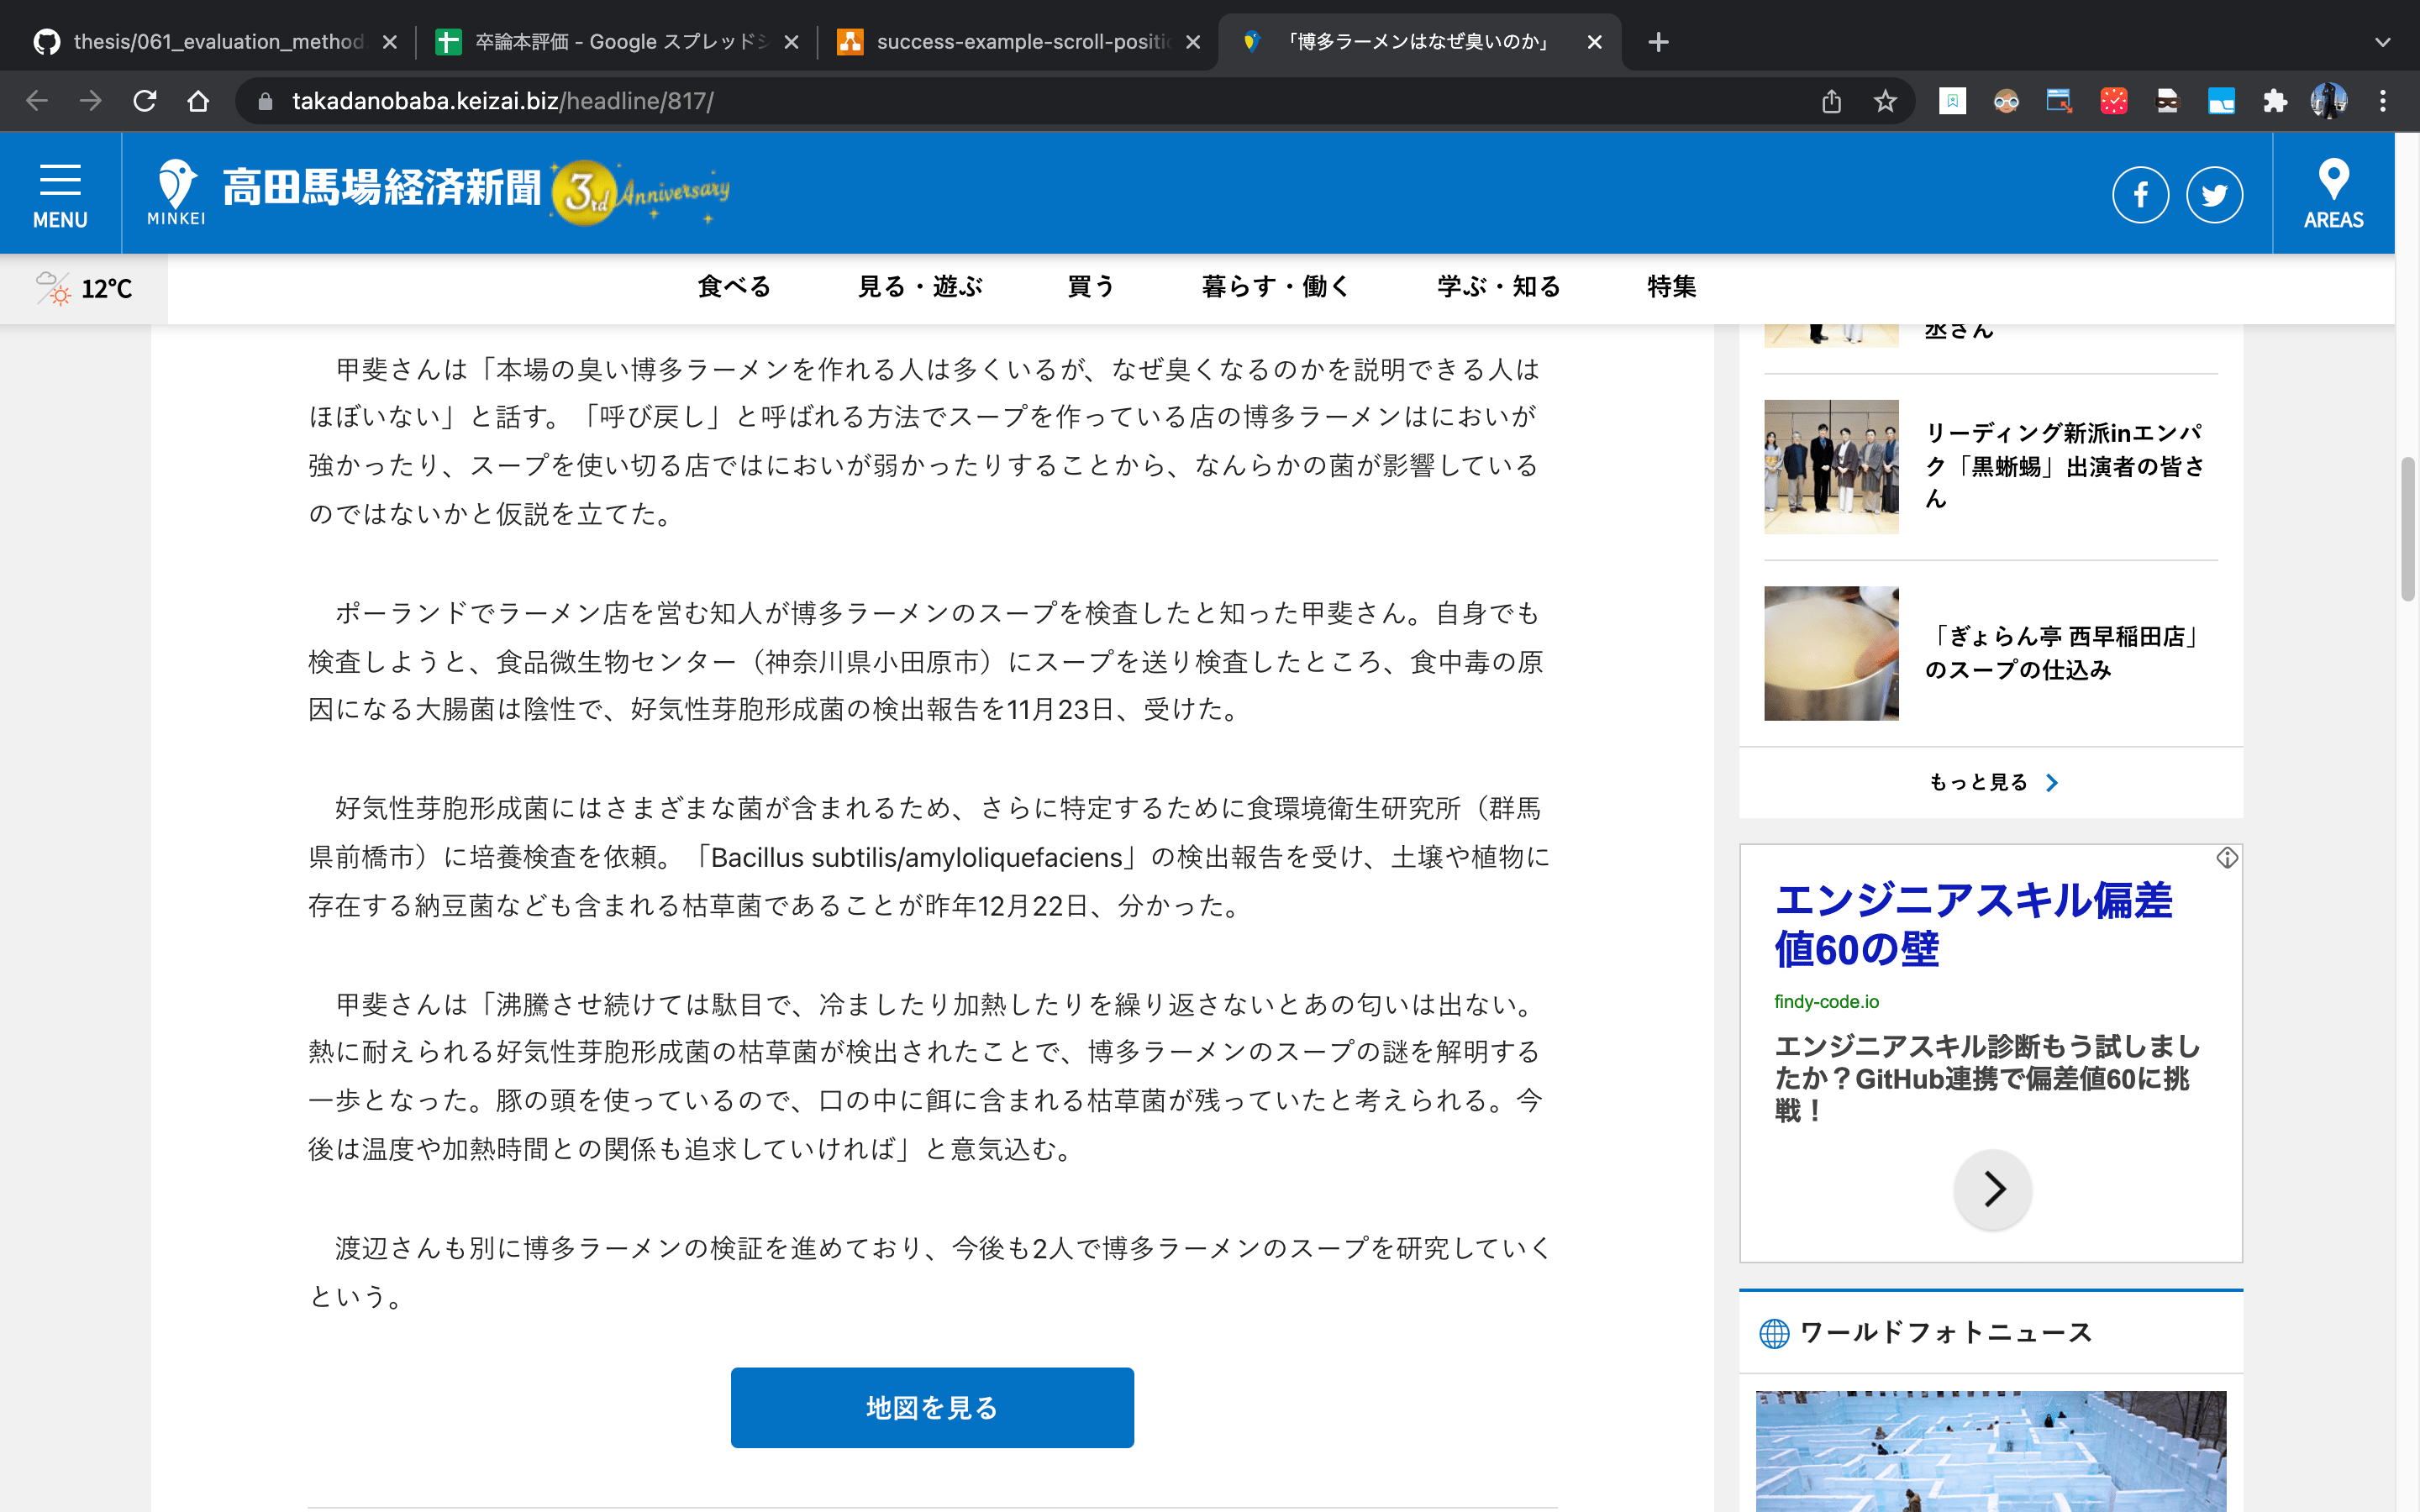 thesis/061_evaluation_method
卒論本評価 - Google スプレッドシ
success-example-scroll-positio
「博多ラーメンはなぜ臭いのか」
takadanobaba.keizai.biz/headline/817/
MENU
MINKEI
高田馬場経済新聞
3rd Anniversary
AREAS
12℃
食べる
見る・遊ぶ
買う
暮らす・働く
学ぶ・知る
特集
甲斐さんは「本場の臭い博多ラーメンを作れる人は多くいるが、なぜ臭くなるのかを説明できる人は
ほぼいない」と話す。「呼び戻し」と呼ばれる方法でスープを作っている店の博多ラーメンはにおいが
強かったり、スープを使い切る店ではにおいが弱かったりすることから、なんらかの菌が影響している
のではないかと仮説を立てた。
ポーランドでラーメン店を営む知人が博多ラーメンのスープを検査したと知った甲斐さん。自身でも
検査しようと、食品微生物センター（神奈川県小田原市）にスープを送り検査したところ、食中毒の原
因になる大腸菌は陰性で、好気性芽胞形成菌の検出報告を11月23日、受けた。
好気性芽胞形成菌にはさまざまな菌が含まれるため、さらに特定するために食環境衛生研究所（群馬
県前橋市）に培養検査を依頼。「Bacillus subtilis/amyloliquefaciens」の検出報告を受け、土壌や植物に
存在する納豆菌なども含まれる枯草菌であることが昨年12月22日、分かった。
甲斐さんは「沸騰させ続けては駄目で、冷ましたり加熱したりを繰り返さないとあの匂いは出ない。
熱に耐えられる好気性芽胞形成菌の枯草菌が検出されたことで、博多ラーメンのスープの謎を解明する
一歩となった。豚の頭を使っているので、口の中に餌に含まれる枯草菌が残っていたと考えられる。今
後は温度や加熱時間との関係も追求していければ」と意気込む。
渡辺さんも別に博多ラーメンの検証を進めており、今後も2人で博多ラーメンのスープを研究していく
という。
地図を見る
丞さん
リーディング新派inエンパ
ク「黒蜥蜴」出演者の皆さ
ん
「ぎょらん亭 西早稲田店」
のスープの仕込み
もっと見る
エンジニアスキル偏差
値60の壁
findy-code.io
エンジニアスキル診断もう試しまし
たか？GitHub連携で偏差値60に挑
戦！
ワールドフォトニュース